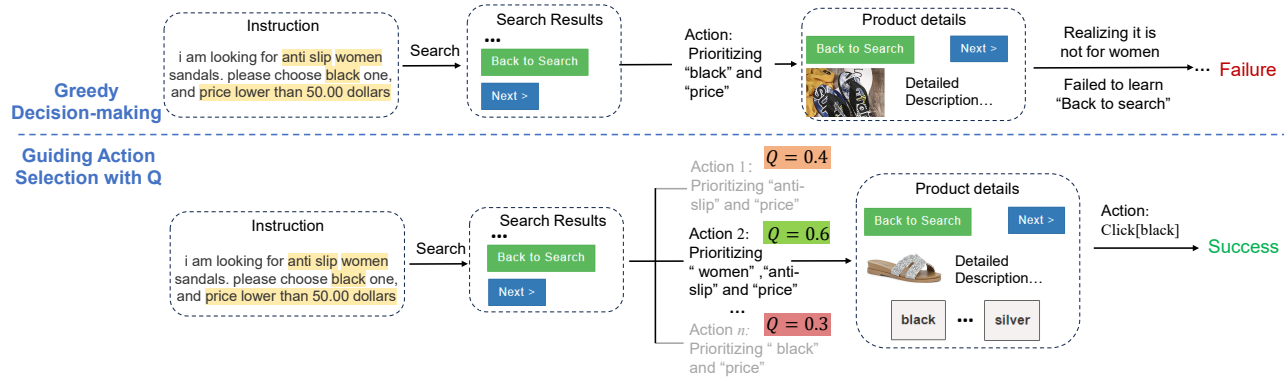 Greedy
Decision-making
Instruction
i am looking for anti slip women
sandals. please choose black one,
and price lower than 50.00 dollars
Search
Search Results
...
Back to Search
Next >
Action:
Prioritizing
“black” and
“price”
Product details
Back to Search
Next >
Detailed
Description…
Realizing it is
not for women
Failed to learn
“Back to search”
... Failure
Guiding Action
Selection with Q
Instruction
i am looking for anti slip women
sandals. please choose black one,
and price lower than 50.00 dollars
Search
Search Results
...
Back to Search
Next >
Action 1:
Q = 0.4
Prioritizing “anti-
slip” and “price”
Action 2:
Q = 0.6
Prioritizing
“ women” ,“anti-
slip” and “price”
...
Action n:
Q = 0.3
Prioritizing “ black”
and “price”
Product details
Back to Search
Next >
Detailed
Description…
black ... silver
Action:
Click[black]
Success